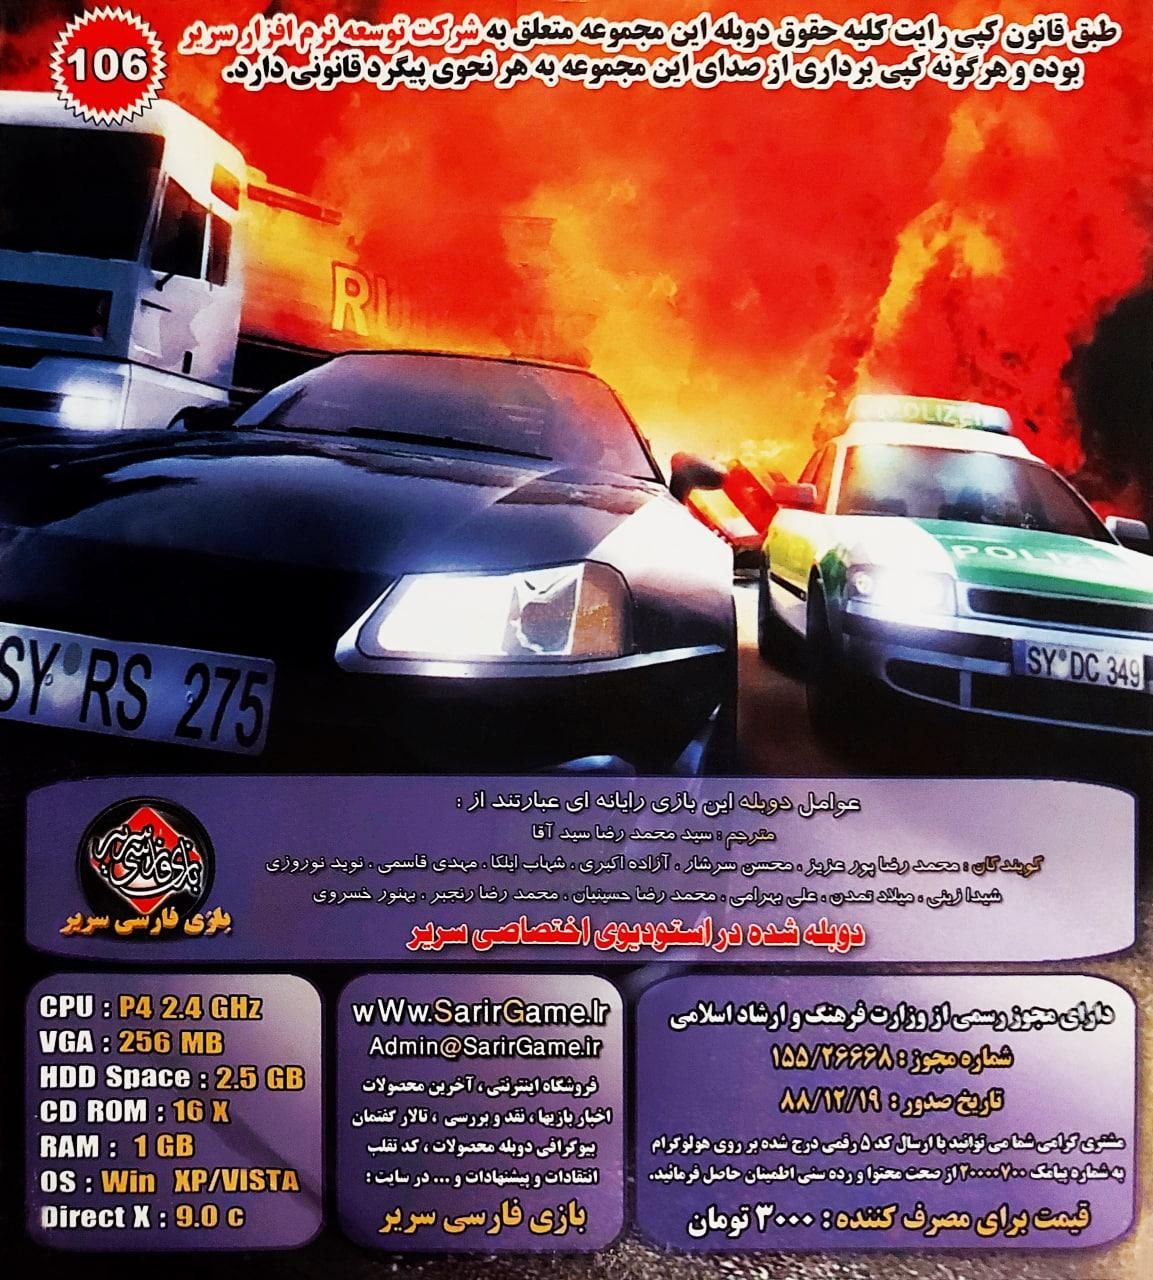 طبق قانون کپی رایت کلیه حقوق دوبله این مجموعه متعلق به شرکت توسعه نرم افزار سریر
بوده و هرگونه کپی برداری از صدای این مجموعه به هر نحوی پیگرد قانونی دارد.
106
POLIZEI
POLIZEI
SY RS 275
SY DC 349
عوامل دوبله این بازی رایانه ای عبارتند از :
مترجم : سید محمد رضا سید آقا
گویندگان : محمد رضا پور عزیز ، محسن سرشار ، آزاده اکبری ، شهاب ایلکا ، مهدی قاسمی ، نوید نوروزی
شیدا زینی ، میلاد تمدن ، علی بهرامی ، محمد رضا حسینیان ، محمد رضا رنجبر ، بهنور خسروی
دوبله شده در استودیوی اختصاصی سریر
بازی فارسی سریر
CPU : P4 2.4 GHz
VGA : 256 MB
HDD Space : 2.5 GB
CD ROM : 16 X
RAM : 1 GB
OS : Win XP/VISTA
Direct X : 9.0 c
wWw.SarirGame.Ir
Admin@SarirGame.ir
فروشگاه اینترنتی ، آخرین محصولات
اخبار بازیها ، نقد و بررسی ، تالار گفتمان
بیوگرافی دوبله محصولات ، کد تقلب
انتقادات و پیشنهادات و ... در سایت :
بازی فارسی سریر
دارای مجوز رسمی از وزارت فرهنگ و ارشاد اسلامی
شماره مجوز : ۱۵۵/۲۶۶۶۸
تاریخ صدور : ۸۸/۱۲/۱۹
مشتری گرامی شما می توانید با ارسال کد ۵ رقمی درج شده بر روی هولوگرام
به شماره پیامک ۲۰۰۰۰۷۰۰ از صحت محتوا و رده سنی اطمینان حاصل فرمائید.
قیمت برای مصرف کننده : ۳۰۰۰ تومان